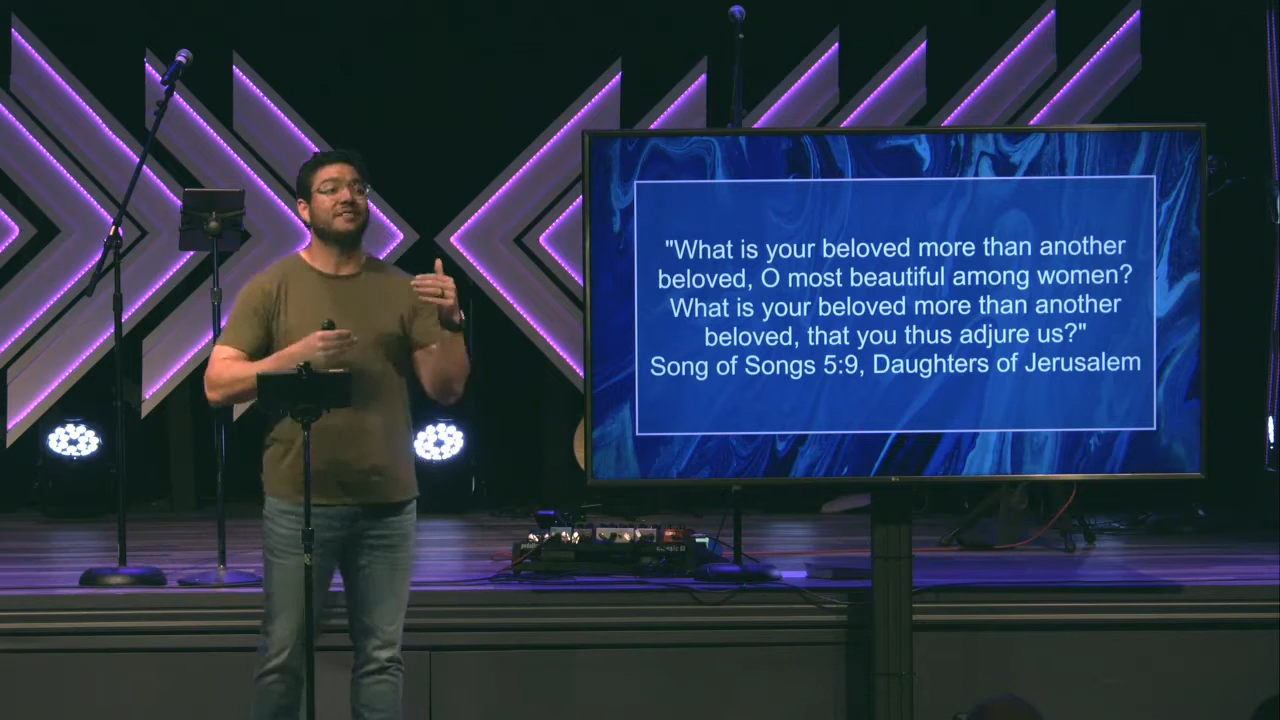 "What is your beloved more than another
beloved, O most beautiful among women?
What is your beloved more than another
beloved, that you thus adjure us?"
Song of Songs 5:9, Daughters of Jerusalem